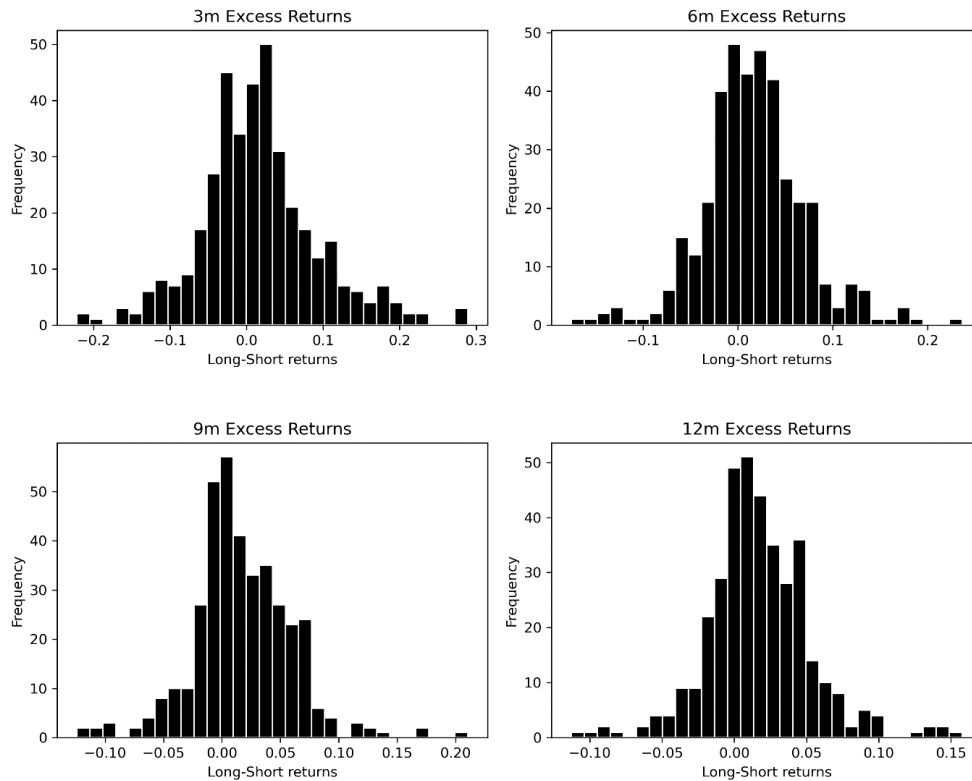 3m Excess Returns
50
40
30
20
10
0
Frequency
−0.2 −0.1 0.0 0.1 0.2 0.3
Long-Short returns
6m Excess Returns
50
40
30
20
10
0
Frequency
−0.1 0.0 0.1 0.2
Long-Short returns
9m Excess Returns
50
40
30
20
10
0
Frequency
−0.10 −0.05 0.00 0.05 0.10 0.15 0.20
Long-Short returns
12m Excess Returns
50
40
30
20
10
0
Frequency
−0.10 −0.05 0.00 0.05 0.10 0.15
Long-Short returns